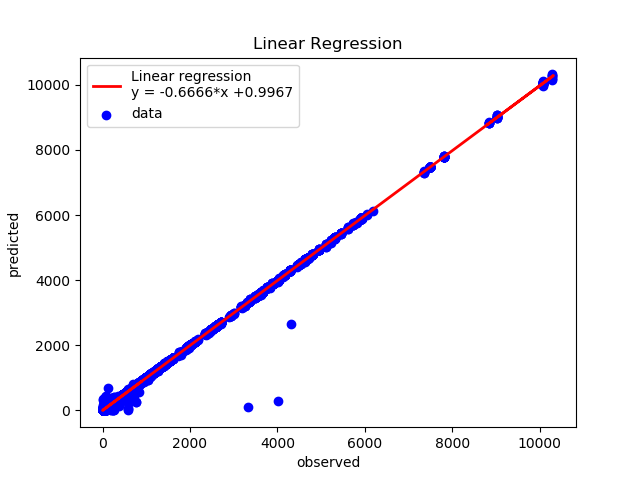 Linear Regression
Linear regression
y = -0.6666*x +0.9967
data
10000
8000
6000
4000
2000
0
predicted
0 2000 4000 6000 8000 10000
observed